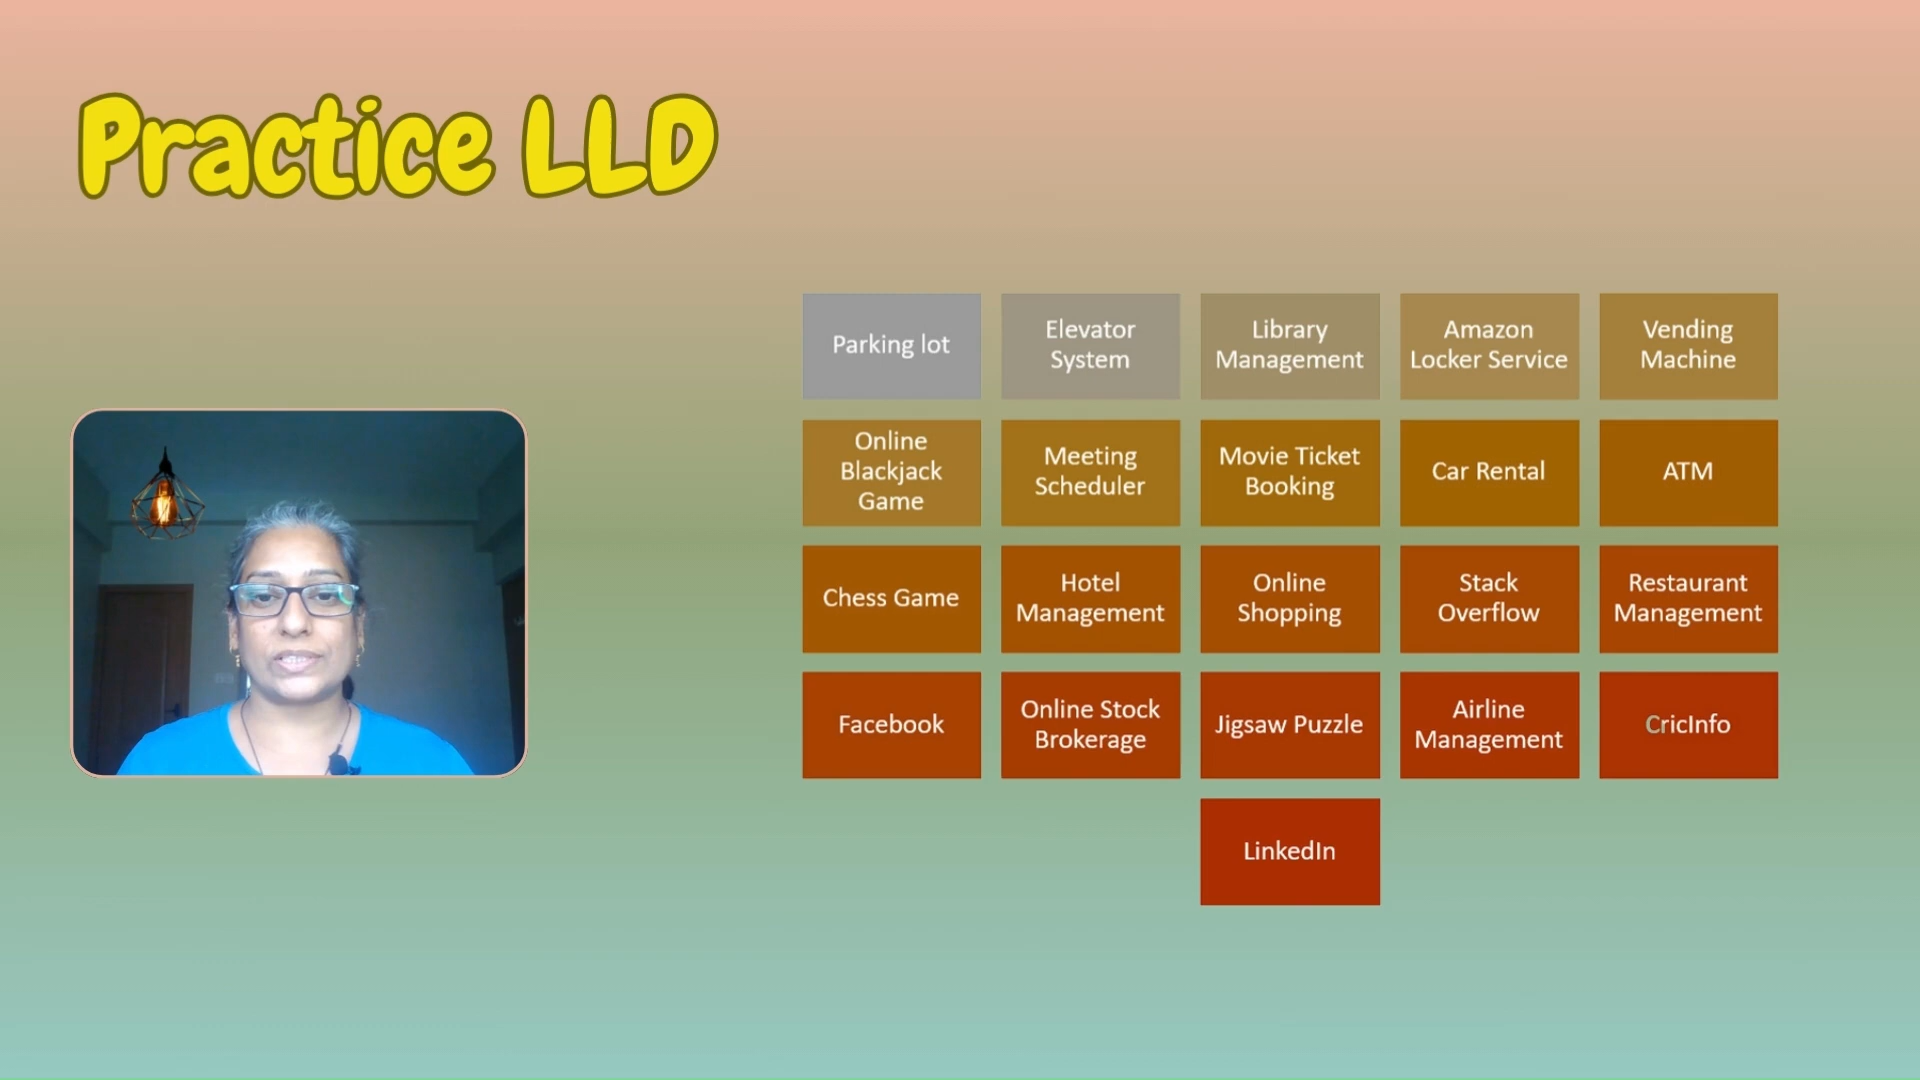 Practice LLD
Parking lot
Elevator
System
Library
Management
Amazon
Locker Service
Vending
Machine
Online
Blackjack
Game
Meeting
Scheduler
Movie Ticket
Booking
Car Rental
ATM
Chess Game
Hotel
Management
Online
Shopping
Stack
Overflow
Restaurant
Management
Facebook
Online Stock
Brokerage
Jigsaw Puzzle
Airline
Management
CricInfo
LinkedIn